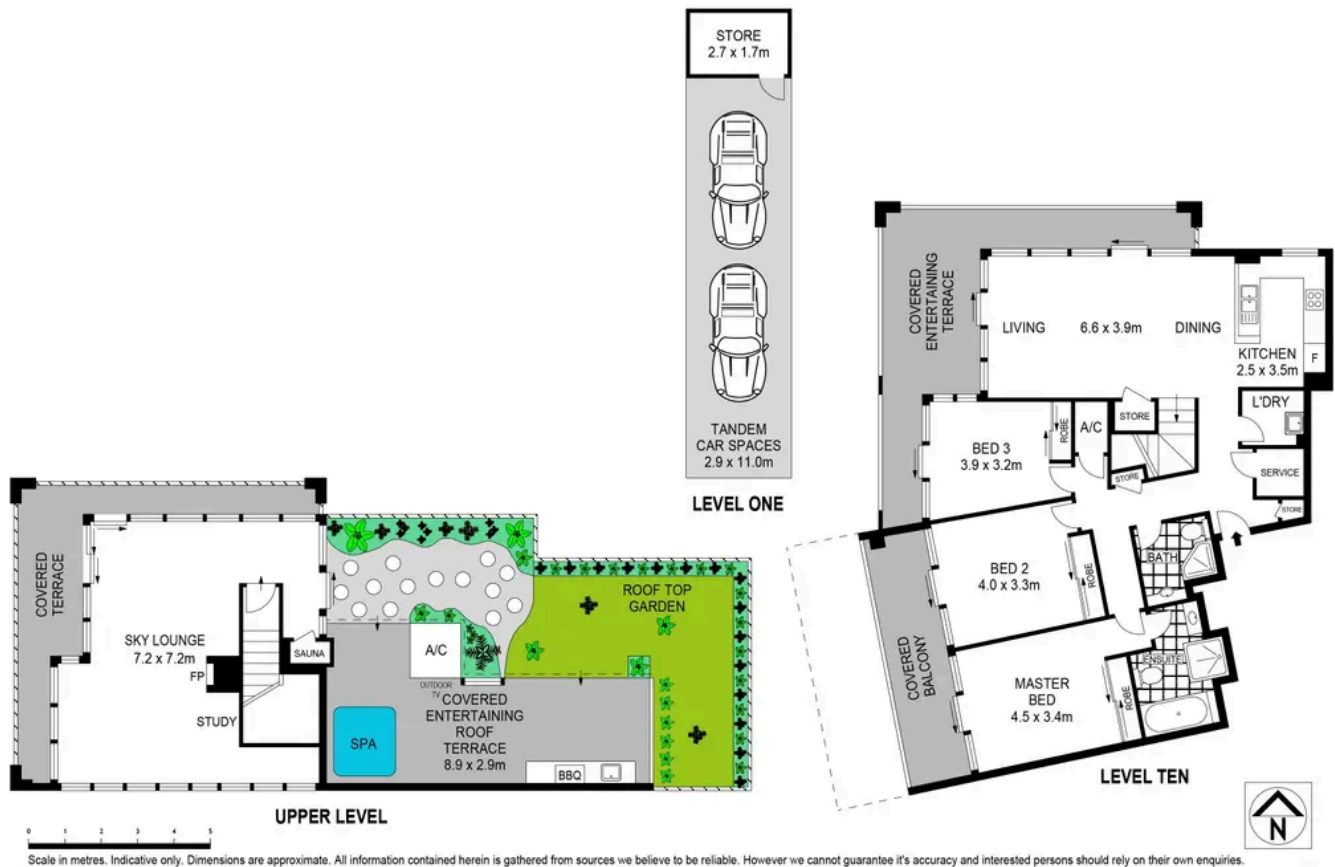 STORE
2.7 x 1.7m
TANDEM
CAR SPACES
2.9 x 11.0m
LEVEL ONE
COVERED
ENTERTAINING
TERRACE
LIVING
6.6 x 3.9m
DINING
KITCHEN
2.5 x 3.5m
F
L'DRY
STORE
A/C
ROBE
BED 3
3.9 x 3.2m
STORE
SERVICE
STORE
BATH
BED 2
4.0 x 3.3m
ROBE
COVERED
BALCONY
ENSUITE
MASTER
BED
4.5 x 3.4m
ROBE
LEVEL TEN
COVERED
TERRACE
SKY LOUNGE
7.2 x 7.2m
FP
STUDY
SAUNA
A/C
ROOF TOP
GARDEN
OUTDOOR
TV
COVERED
ENTERTAINING
ROOF
TERRACE
8.9 x 2.9m
SPA
BBQ
UPPER LEVEL
N
0 1 2 3 4 5
Scale in metres. Indicative only. Dimensions are approximate. All information contained herein is gathered from sources we believe to be reliable. However we cannot guarantee it's accuracy and interested persons should rely on their own enquiries.